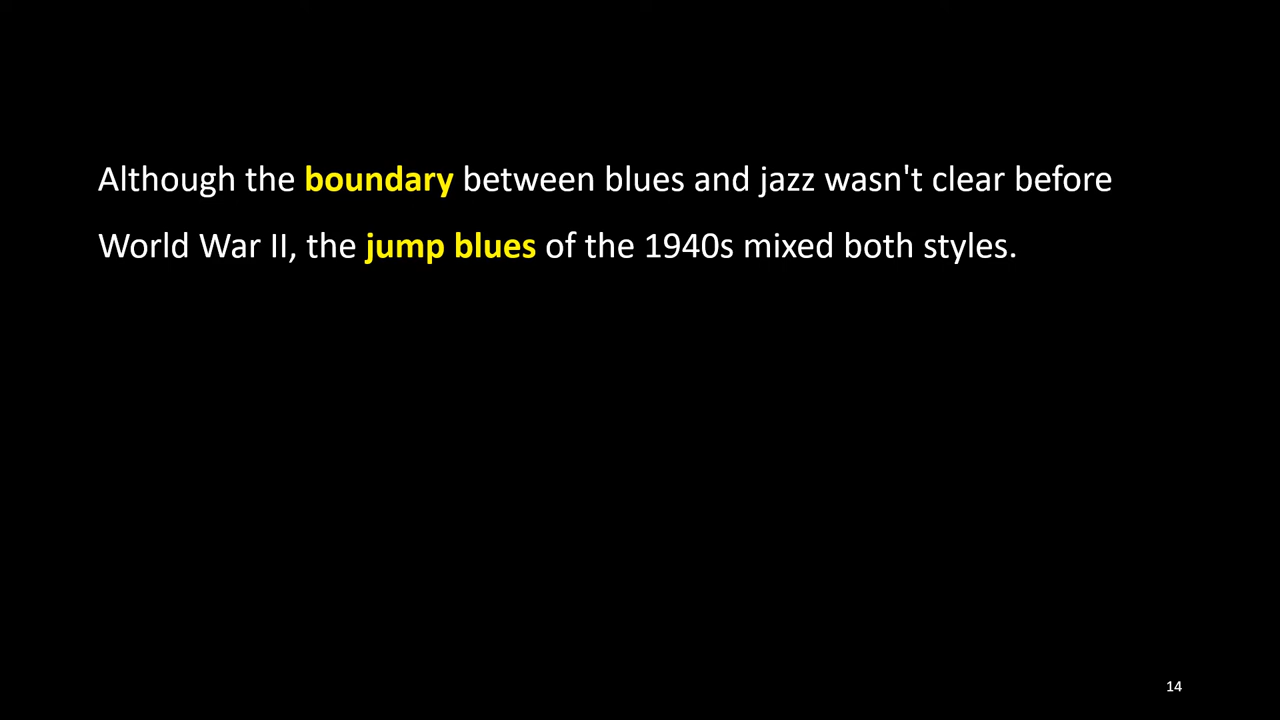 Although the boundary between blues and jazz wasn't clear before
World War II, the jump blues of the 1940s mixed both styles.
14